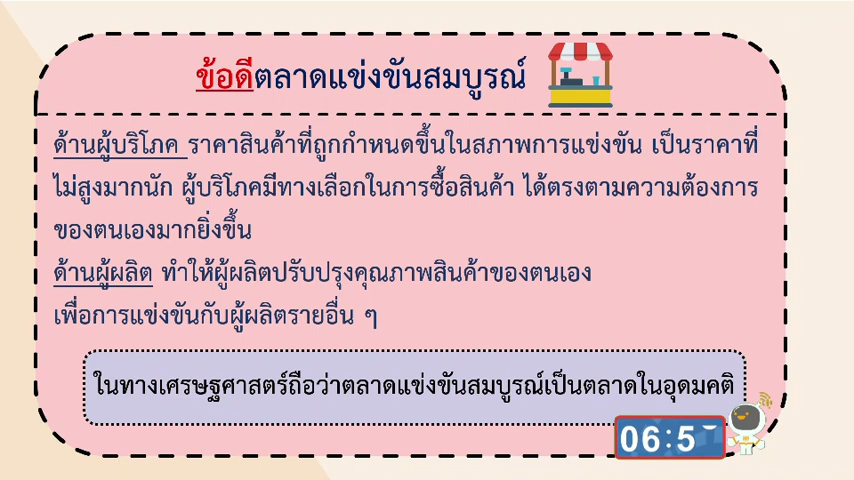 ข้อดีตลาดแข่งขันสมบูรณ์
ด้านผู้บริโภค ราคาสินค้าที่ถูกกำหนดขึ้นในสภาพการแข่งขัน เป็นราคาที่
ไม่สูงมากนัก ผู้บริโภคมีทางเลือกในการซื้อสินค้า ได้ตรงตามความต้องการ
ของตนเองมากยิ่งขึ้น
ด้านผู้ผลิต ทำให้ผู้ผลิตปรับปรุงคุณภาพสินค้าของตนเอง
เพื่อการแข่งขันกับผู้ผลิตรายอื่น ๆ
ในทางเศรษฐศาสตร์ถือว่าตลาดแข่งขันสมบูรณ์เป็นตลาดในอุดมคติ
06:5